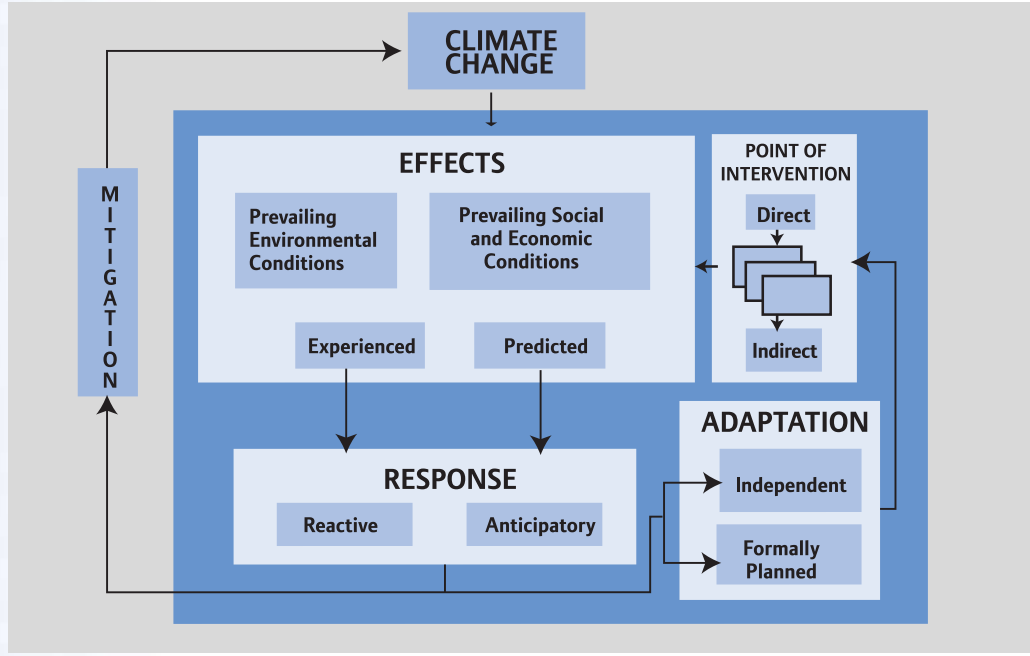 CLIMATE
CHANGE
MITIGATION
EFFECTS
Prevailing
Environmental
Conditions
Prevailing Social
and Economic
Conditions
Experienced
Predicted
POINT OF
INTERVENTION
Direct
Indirect
RESPONSE
Reactive
Anticipatory
ADAPTATION
Independent
Formally
Planned